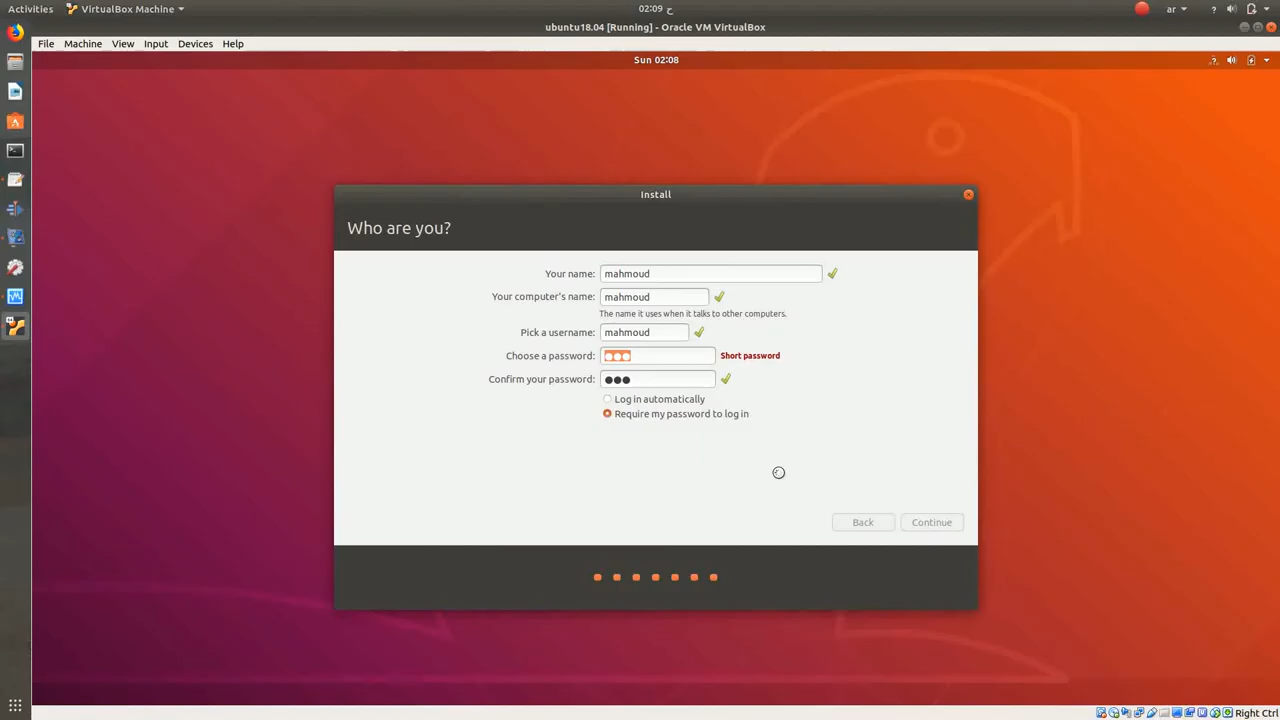 Activities VirtualBox Machine 02:09 ح ar ?
ubuntu18.04 [Running] - Oracle VM VirtualBox
File Machine View Input Devices Help
Sun 02:08
Install
Who are you?
Your name: mahmoud
Your computer's name: mahmoud
The name it uses when it talks to other computers.
Pick a username: mahmoud
Choose a password: ●●● Short password
Confirm your password: ●●●
Log in automatically
Require my password to log in
Back Continue
Right Ctrl